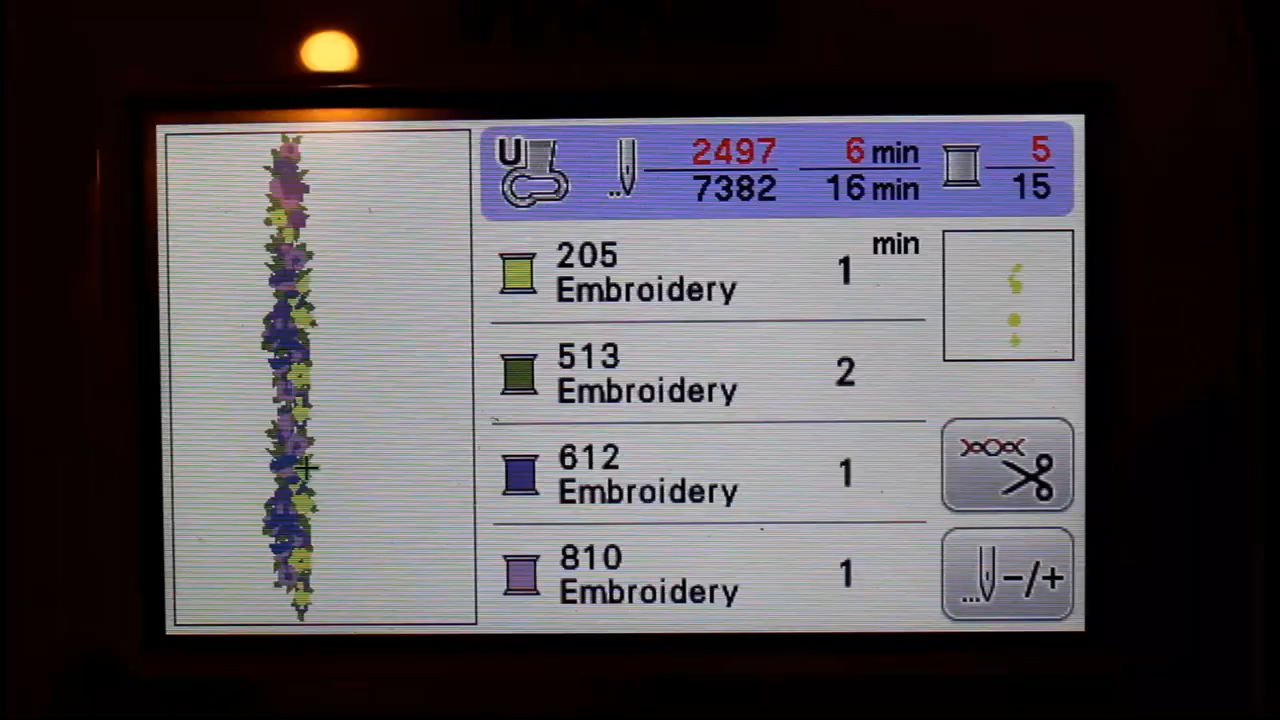 U
2497
7382
6 min
16 min
5
15
min
205
Embroidery
1
513
Embroidery
2
612
Embroidery
1
810
Embroidery
1
-/+